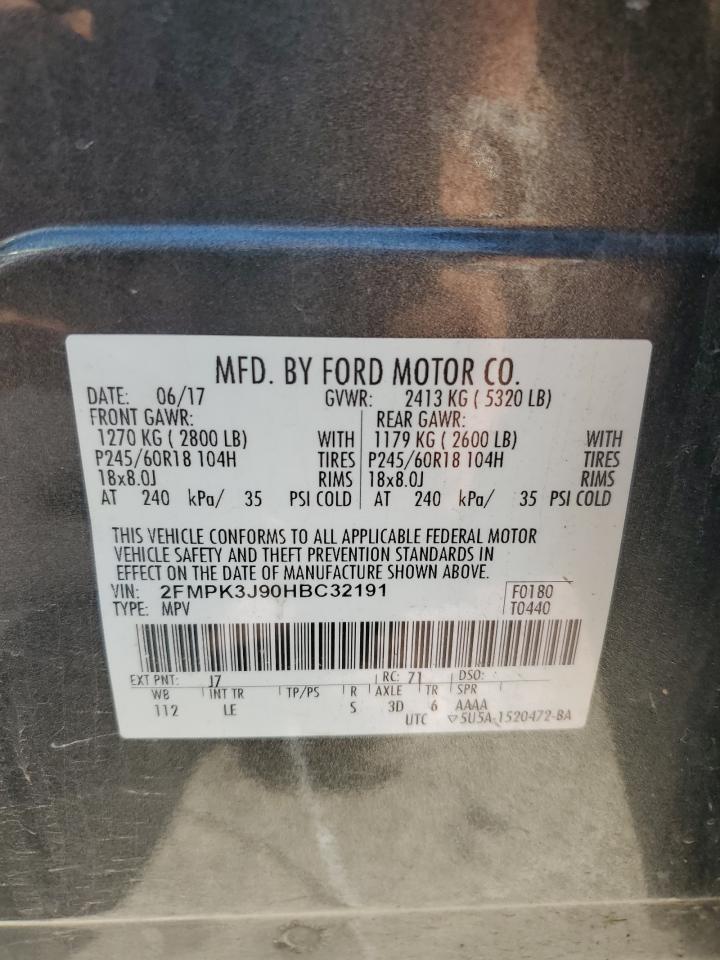 MFD. BY FORD MOTOR CO.
DATE: 06/17 GVWR: 2413 KG ( 5320 LB)
FRONT GAWR: REAR GAWR:
1270 KG ( 2800 LB) WITH 1179 KG ( 2600 LB) WITH
P245/60R18 104H TIRES P245/60R18 104H TIRES
18x8.0J RIMS 18x8.0J RIMS
AT 240 kPa/ 35 PSI COLD AT 240 kPa/ 35 PSI COLD
THIS VEHICLE CONFORMS TO ALL APPLICABLE FEDERAL MOTOR
VEHICLE SAFETY AND THEFT PREVENTION STANDARDS IN
EFFECT ON THE DATE OF MANUFACTURE SHOWN ABOVE.
VIN: 2FMPK3J90HBC32191 F0180
TYPE: MPV T0440
EXT PNT: J7 RC: 71 DSO:
WB INT TR TP/PS R AXLE TR SPR
112 LE S 3D 6 AAAA
UTC ▽5U5A-1520472-BA